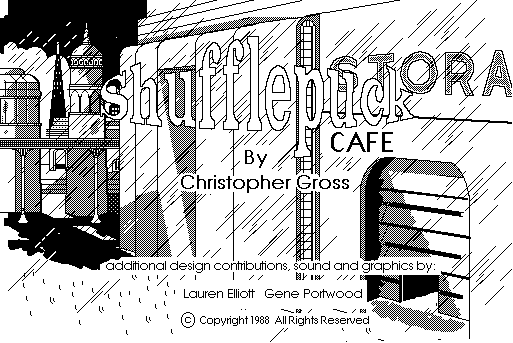 STORA
Shufflepuck
CAFE
By
Christopher Gross
additional design contributions, sound and graphics by:
Lauren Elliott Gene Portwood
© Copyright 1988 All Rights Reserved